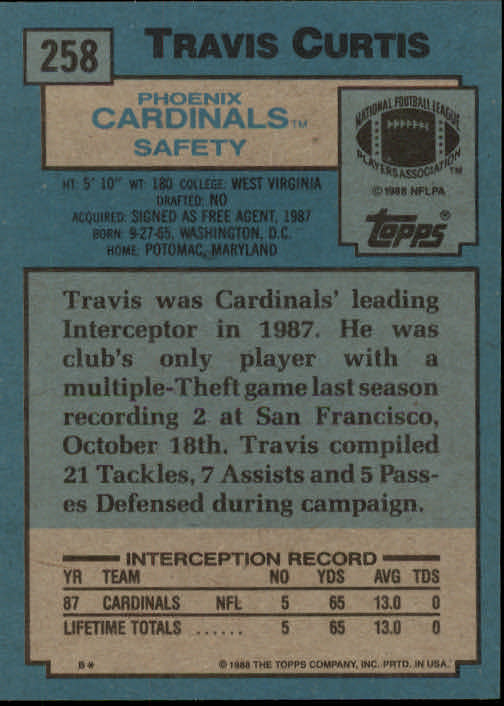 258
TRAVIS CURTIS
PHOENIX
CARDINALS™
SAFETY
NATIONAL FOOTBALL LEAGUE
PLAYERS ASSOCIATION™
©1988 NFLPA
topps®
HT: 5' 10" WT: 180 COLLEGE: WEST VIRGINIA
DRAFTED: NO
ACQUIRED: SIGNED AS FREE AGENT, 1987
BORN: 9-27-65, WASHINGTON, D.C.
HOME: POTOMAC, MARYLAND
Travis was Cardinals' leading
Interceptor in 1987. He was
club's only player with a
multiple-Theft game last season
recording 2 at San Francisco,
October 18th. Travis compiled
21 Tackles, 7 Assists and 5 Pass-
es Defensed during campaign.
INTERCEPTION RECORD
YR TEAM NO YDS AVG TDS
87 CARDINALS NFL 5 65 13.0 0
LIFETIME TOTALS ...... 5 65 13.0 0
B* ©1988 THE TOPPS COMPANY, INC. PRTD. IN USA.